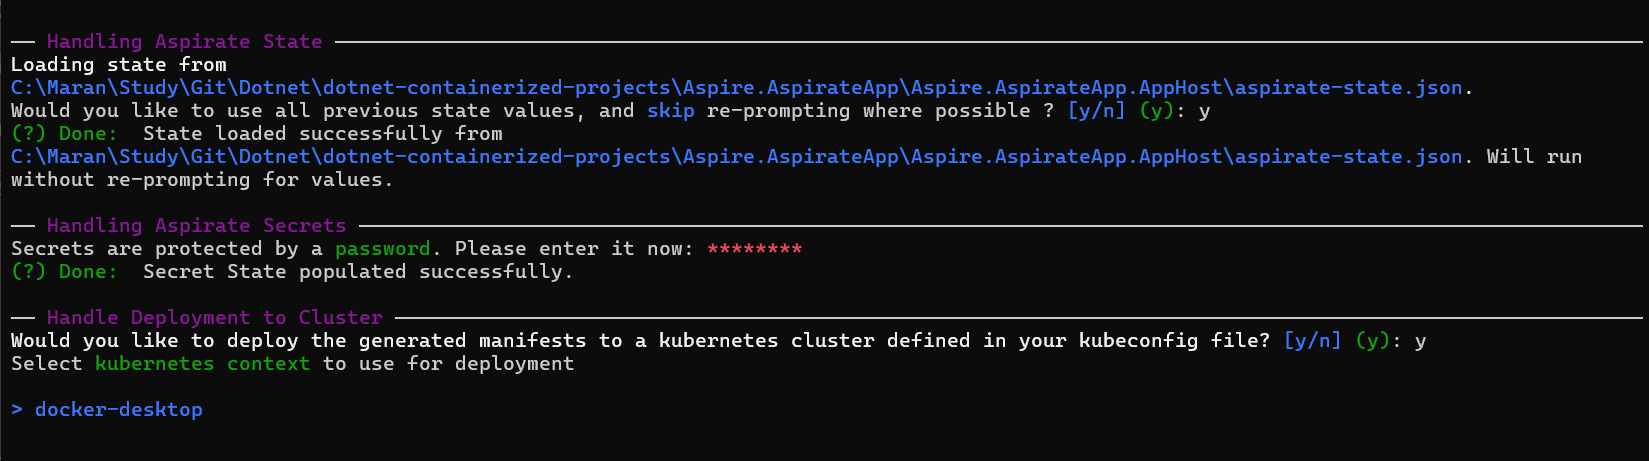 Handling Aspirate State
Loading state from
C:\Maran\Study\Git\Dotnet\dotnet-containerized-projects\Aspire.AspirateApp\Aspire.AspirateApp.AppHost\aspirate-state.json.
Would you like to use all previous state values, and skip re-prompting where possible ? [y/n] (y): y
(?) Done:  State loaded successfully from
C:\Maran\Study\Git\Dotnet\dotnet-containerized-projects\Aspire.AspirateApp\Aspire.AspirateApp.AppHost\aspirate-state.json. Will run
without re-prompting for values.
Handling Aspirate Secrets
Secrets are protected by a password. Please enter it now: ********
(?) Done:  Secret State populated successfully.
Handle Deployment to Cluster
Would you like to deploy the generated manifests to a kubernetes cluster defined in your kubeconfig file? [y/n] (y): y
Select kubernetes context to use for deployment
> docker-desktop